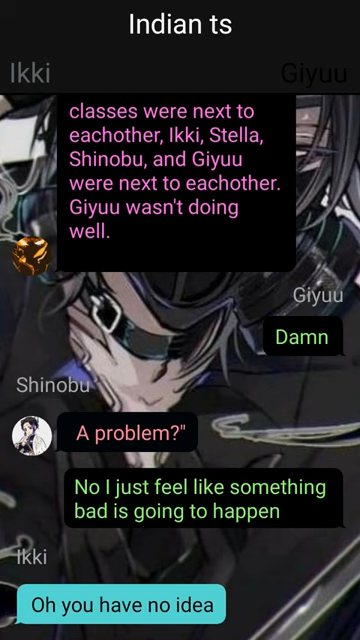 Indian ts
Ikki
Giyuu
classes were next to
eachother, Ikki, Stella,
Shinobu, and Giyuu
were next to eachother.
Giyuu wasn't doing
well.
Giyuu
Damn
Shinobu
A problem?"
No I just feel like something
bad is going to happen
Ikki
Oh you have no idea